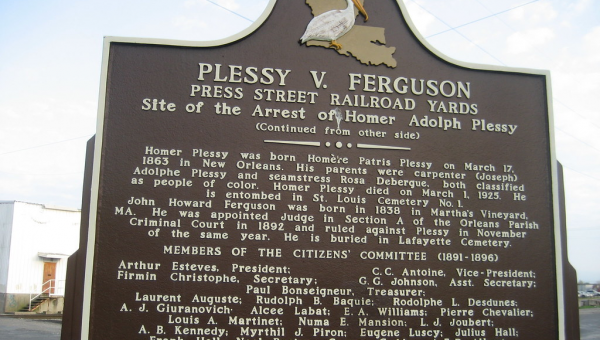 PLESSY V. FERGUSON
PRESS STREET RAILROAD YARDS
Site of the Arrest of Homer Adolph Plessy
(Continued from other side)
Homer Plessy was born Homère Patris Plessy on March 17,
1863 in New Orleans. His parents were carpenter (Joseph)
Adolphe Plessy and seamstress Rosa Debergue, both classified
as people of color. Homer Plessy died on March 1, 1925. He
is entombed in St. Louis Cemetery No. 1.
John Howard Ferguson was born in 1838 in Martha's Vineyard,
MA. He was appointed Judge in Section A of the Orleans Parish
Criminal Court in 1892 and ruled against Plessy in November
of the same year. He is buried in Lafayette Cemetery.
MEMBERS OF THE CITIZENS' COMMITTEE (1891-1896)
Arthur Esteves, President; C.C. Antoine, Vice-President;
Firmin Christophe, Secretary; G.G. Johnson, Asst. Secretary;
Paul Bonseigneur, Treasurer;
Laurent Auguste; Rudolph B. Baquie; Rodolphe L. Desdunes;
A. J. Giuranovich; Alcee Labat; E. A. Williams; Pierre Chevalier;
Louis A. Martinet; Numa E. Mansion; L. J. Joubert;
A. B. Kennedy; Myrthil J. Piron; Eugene Luscy; Julius Hall;